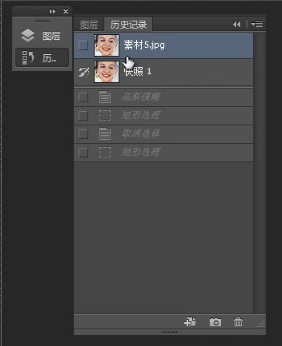 图层 历史记录
图层
素材5.jpg
历...
快照 1
高斯模糊
矩形选框
取消选择
矩形选框